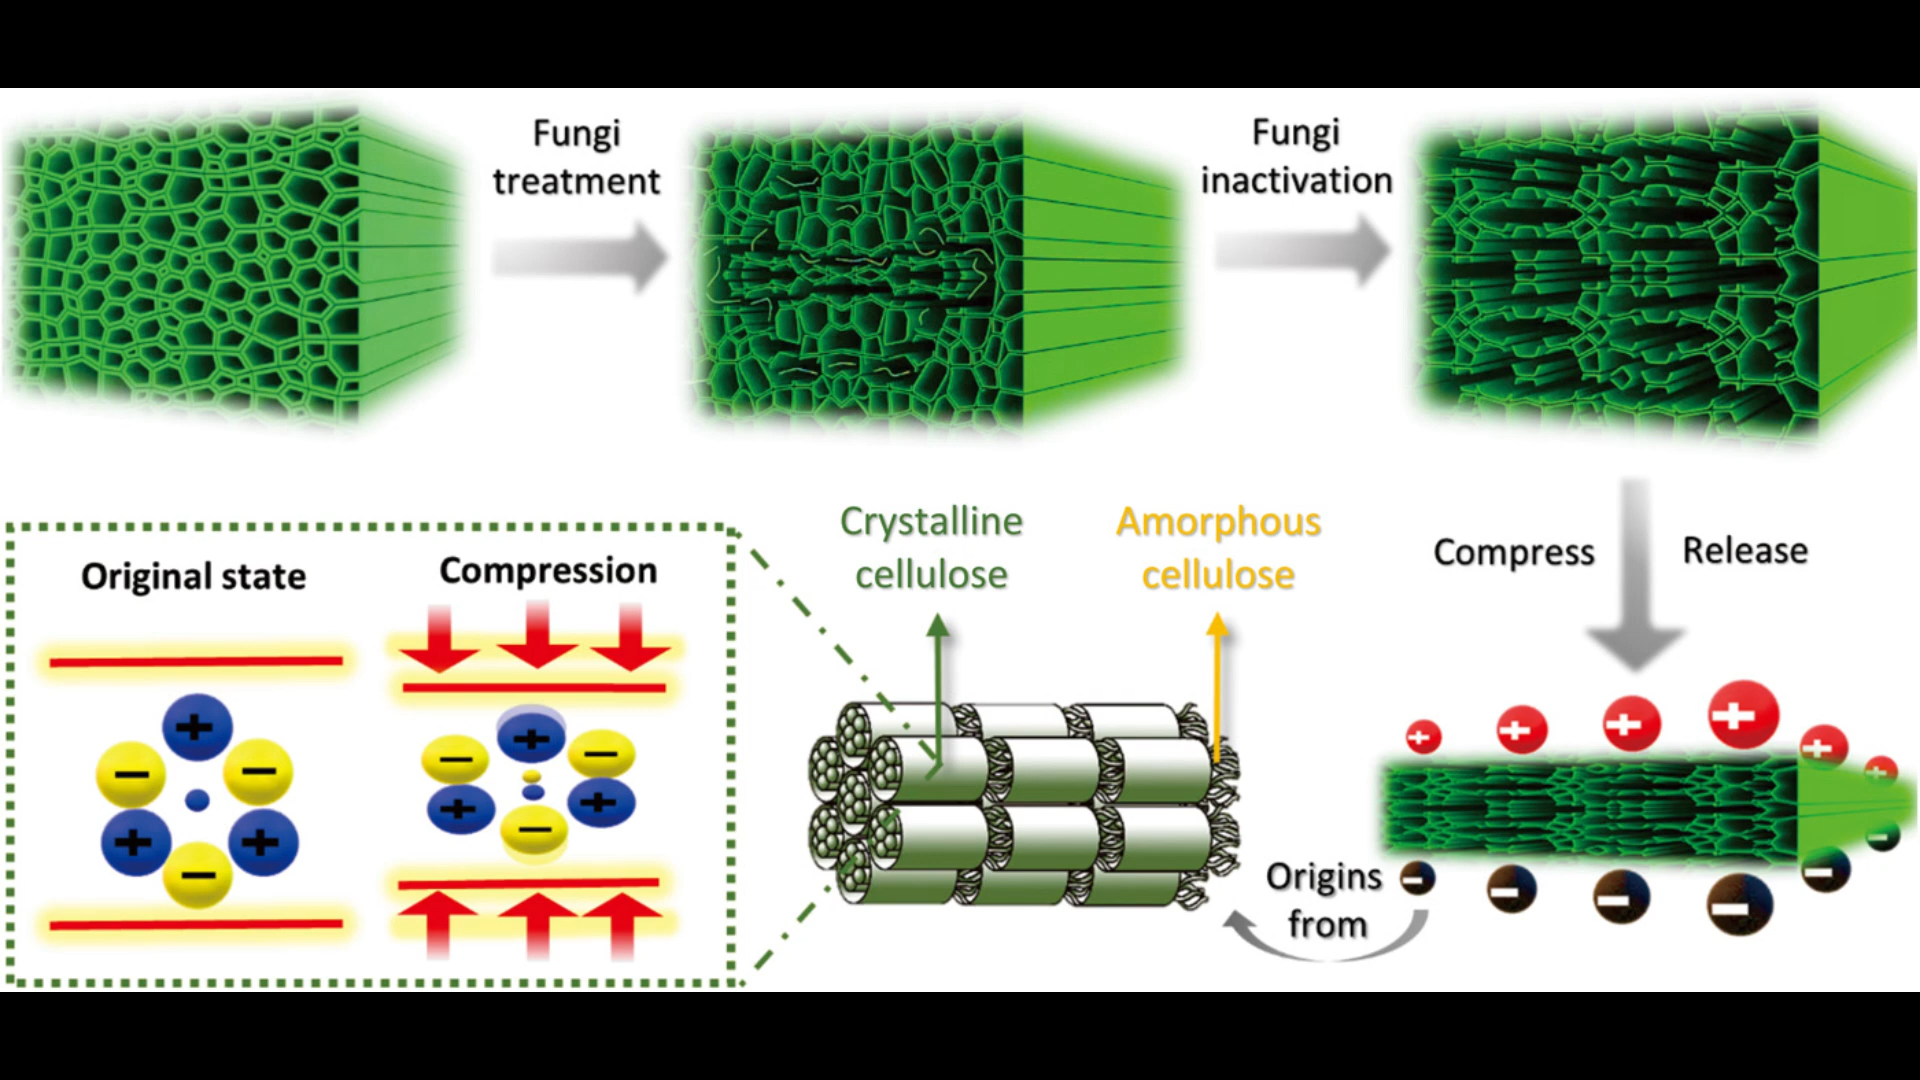 Fungi
treatment
Fungi
inactivation
Compress
Release
Crystalline
cellulose
Amorphous
cellulose
Original state
Compression
+
-
-
+
+
-
+
-
-
+
+
-
+
+
+
+
+
+
-
-
-
-
-
-
Origins
from